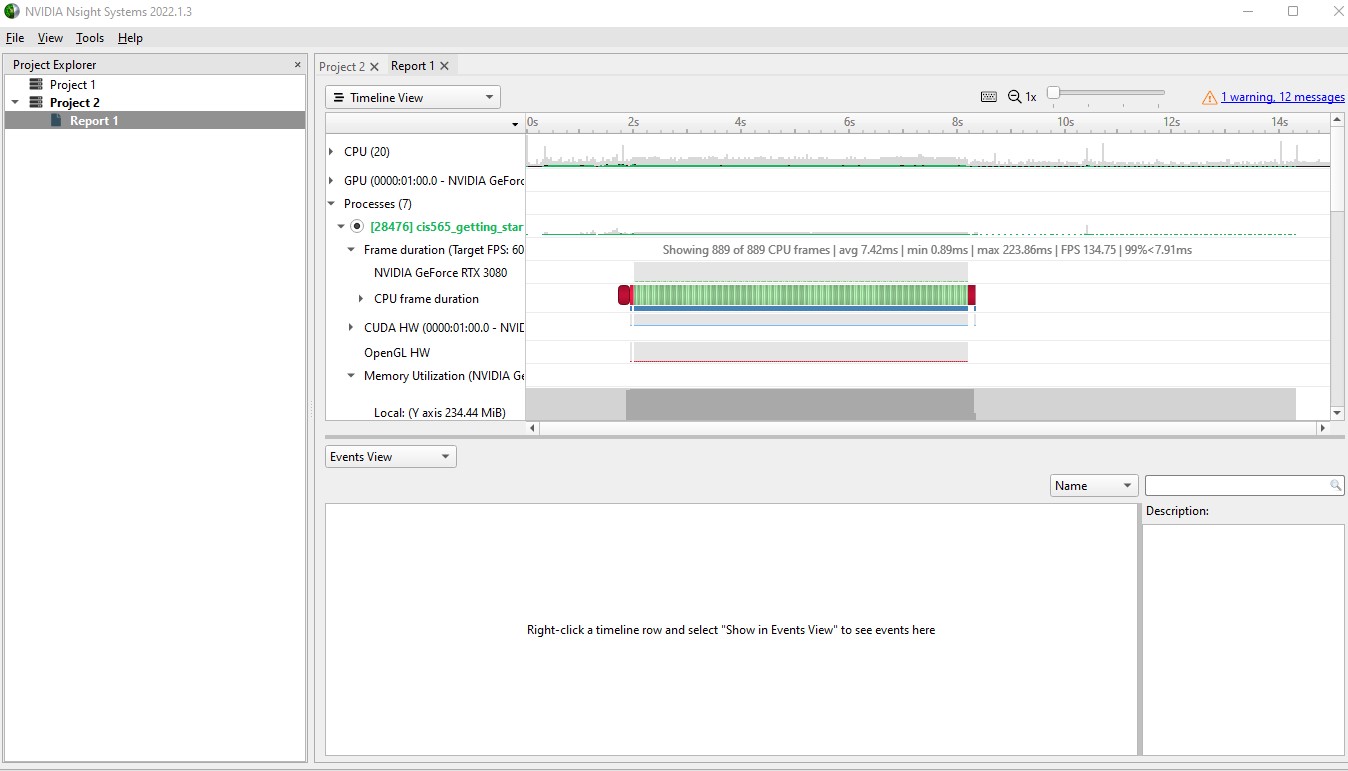 NVIDIA Nsight Systems 2022.1.3
File View Tools Help
Project Explorer
Project 1
Project 2
Report 1
Project 2 Report 1
Timeline View
1x
1 warning, 12 messages
0s 2s 4s 6s 8s 10s 12s 14s
CPU (20)
GPU (0000:01:00.0 - NVIDIA GeForc
Processes (7)
[28476] cis565_getting_star
Frame duration (Target FPS: 60
Showing 889 of 889 CPU frames | avg 7.42ms | min 0.89ms | max 223.86ms | FPS 134.75 | 99%<7.91ms
NVIDIA GeForce RTX 3080
CPU frame duration
CUDA HW (0000:01:00.0 - NVID
OpenGL HW
Memory Utilization (NVIDIA Ge
Local: (Y axis 234.44 MiB)
Events View
Name
Description:
Right-click a timeline row and select "Show in Events View" to see events here